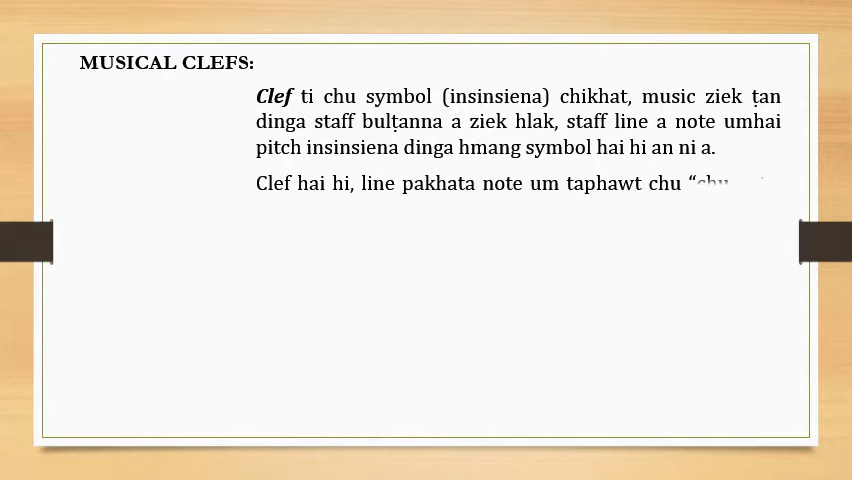 MUSICAL CLEFS:
Clef ti chu symbol (insinsiena) chikhat, music ziek ṭan
dinga staff bulṭanna a ziek hlak, staff line a note umhai
pitch insinsiena dinga hmang symbol hai hi an ni a.
Clef hai hi, line pakhata note um taphawt chu